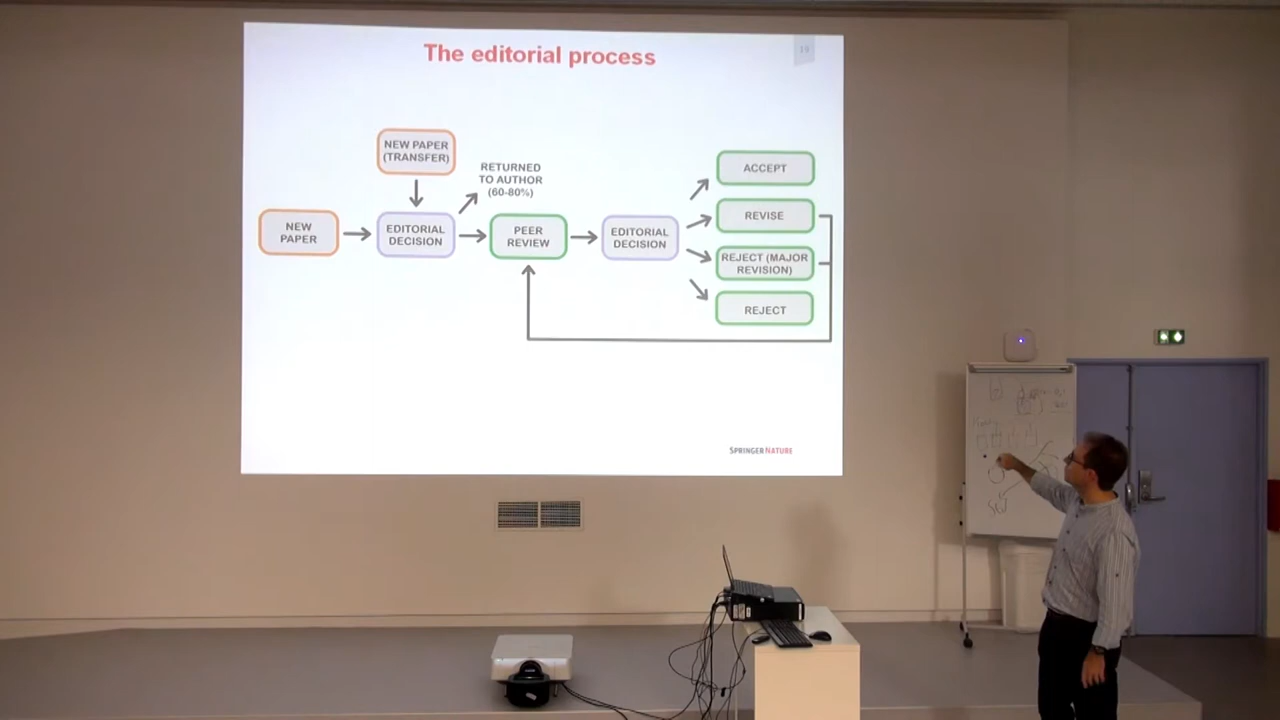 The editorial process
19
NEW PAPER
(TRANSFER)
RETURNED
TO AUTHOR
(60-80%)
NEW
PAPER
EDITORIAL
DECISION
PEER
REVIEW
EDITORIAL
DECISION
ACCEPT
REVISE
REJECT (MAJOR
REVISION)
REJECT
SPRINGER NATURE